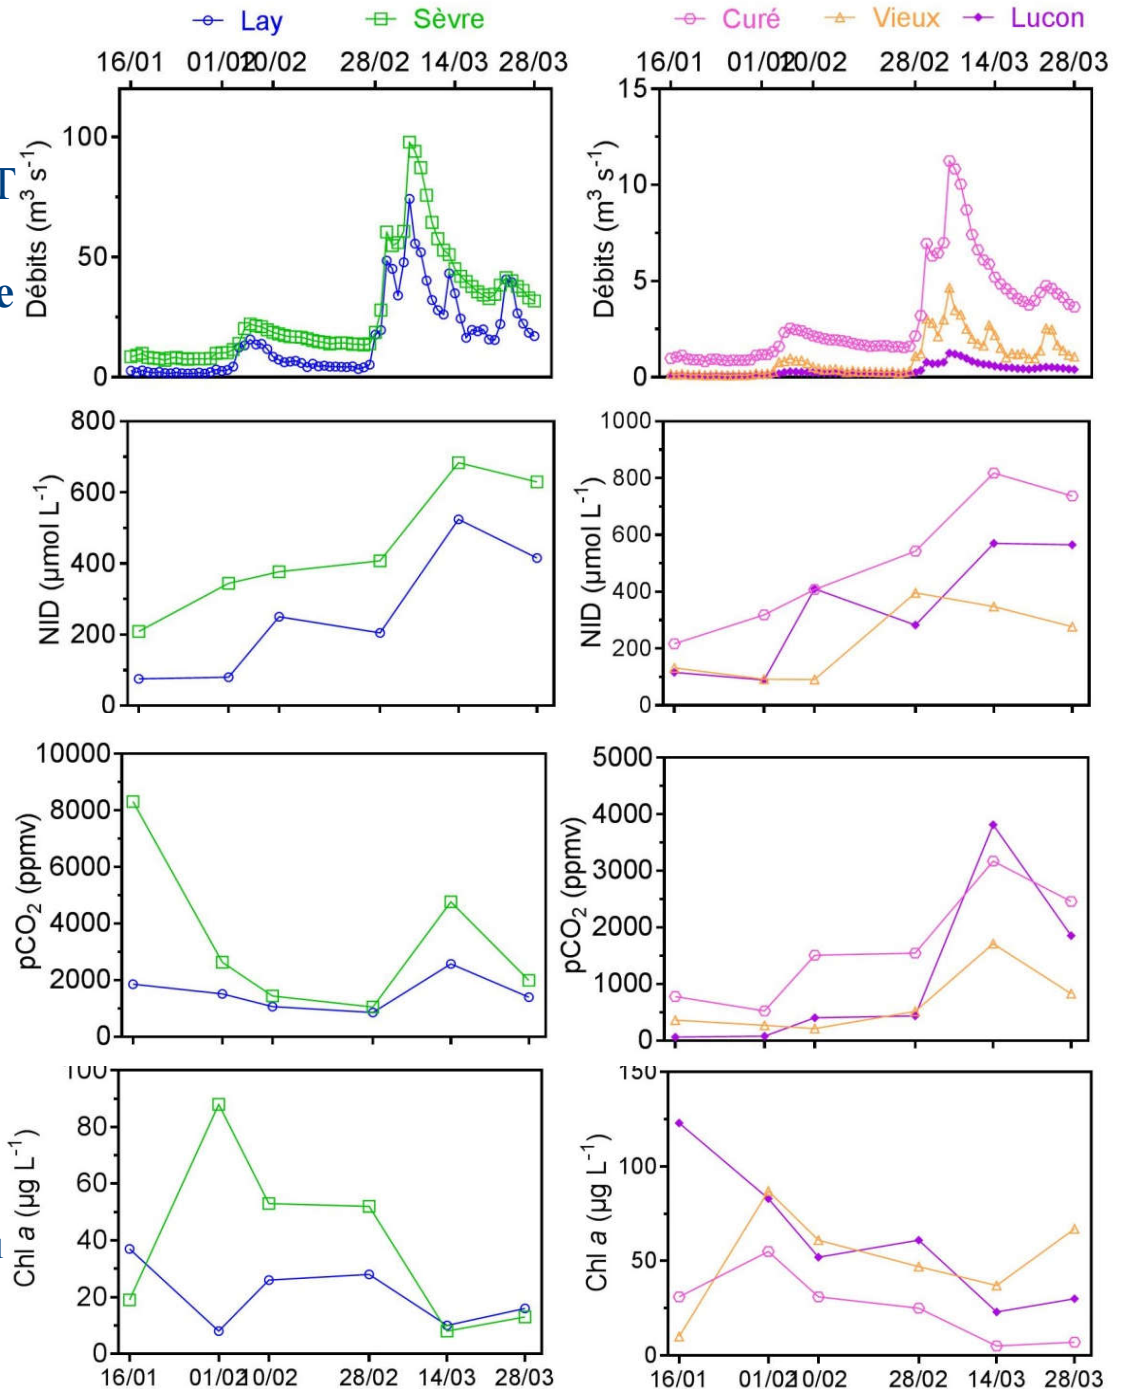 Lay Sèvre Curé Vieux Lucon
16/01 01/02 10/02 28/02 14/03 28/03
16/01 01/02 10/02 28/02 14/03 28/03
T
e
Débits (m³ s⁻¹)
100
50
0
Débits (m³ s⁻¹)
15
10
5
0
NID (µmol L⁻¹)
800
600
400
200
0
NID (µmol L⁻¹)
1000
800
600
400
200
0
pCO₂ (ppmv)
10000
8000
6000
4000
2000
0
pCO₂ (ppmv)
5000
4000
3000
2000
1000
0
Chl a (µg L⁻¹)
100
80
60
40
20
0
Chl a (µg L⁻¹)
150
100
50
0
16/01 01/02 10/02 28/02 14/03 28/03
16/01 01/02 10/02 28/02 14/03 28/03